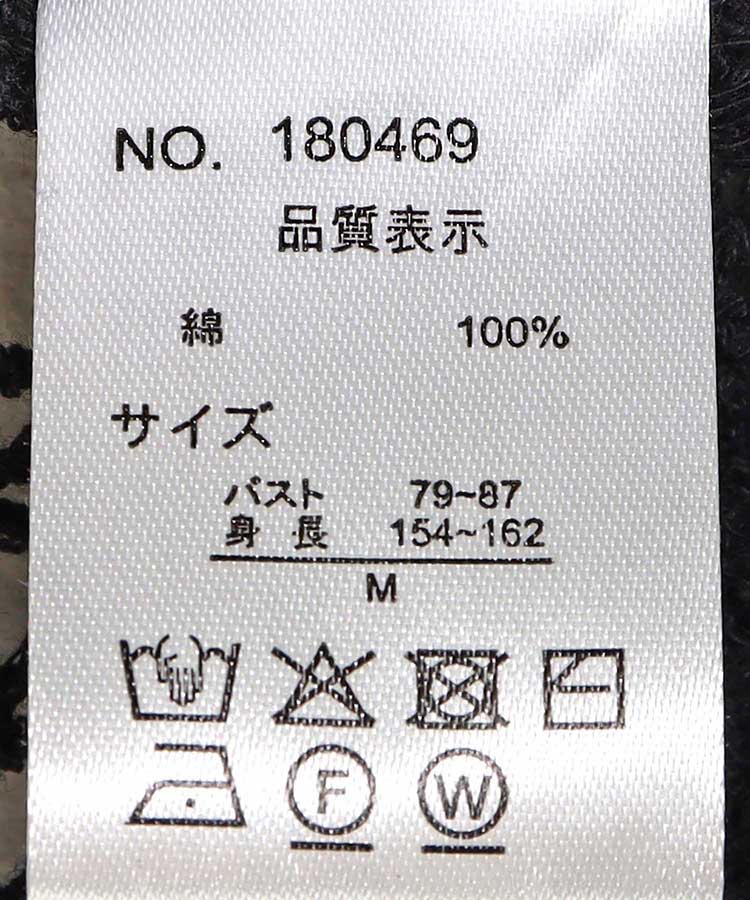 NO. 180469
品質表示
綿 100%
サイズ
バスト 79~87
身長 154~162
M
F W